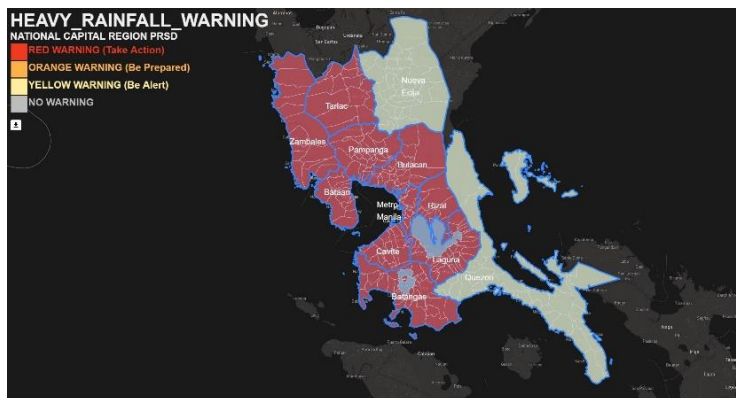 HEAVY_RAINFALL_WARNING
NATIONAL CAPITAL REGION PRSD
RED WARNING (Take Action)
ORANGE WARNING (Be Prepared)
YELLOW WARNING (Be Alert)
NO WARNING
Nueva
Ecija
Tarlac
Zambales
Pampanga
Bulacan
Bataan
Metro
Manila
Rizal
Cavite
Laguna
Quezon
Batangas